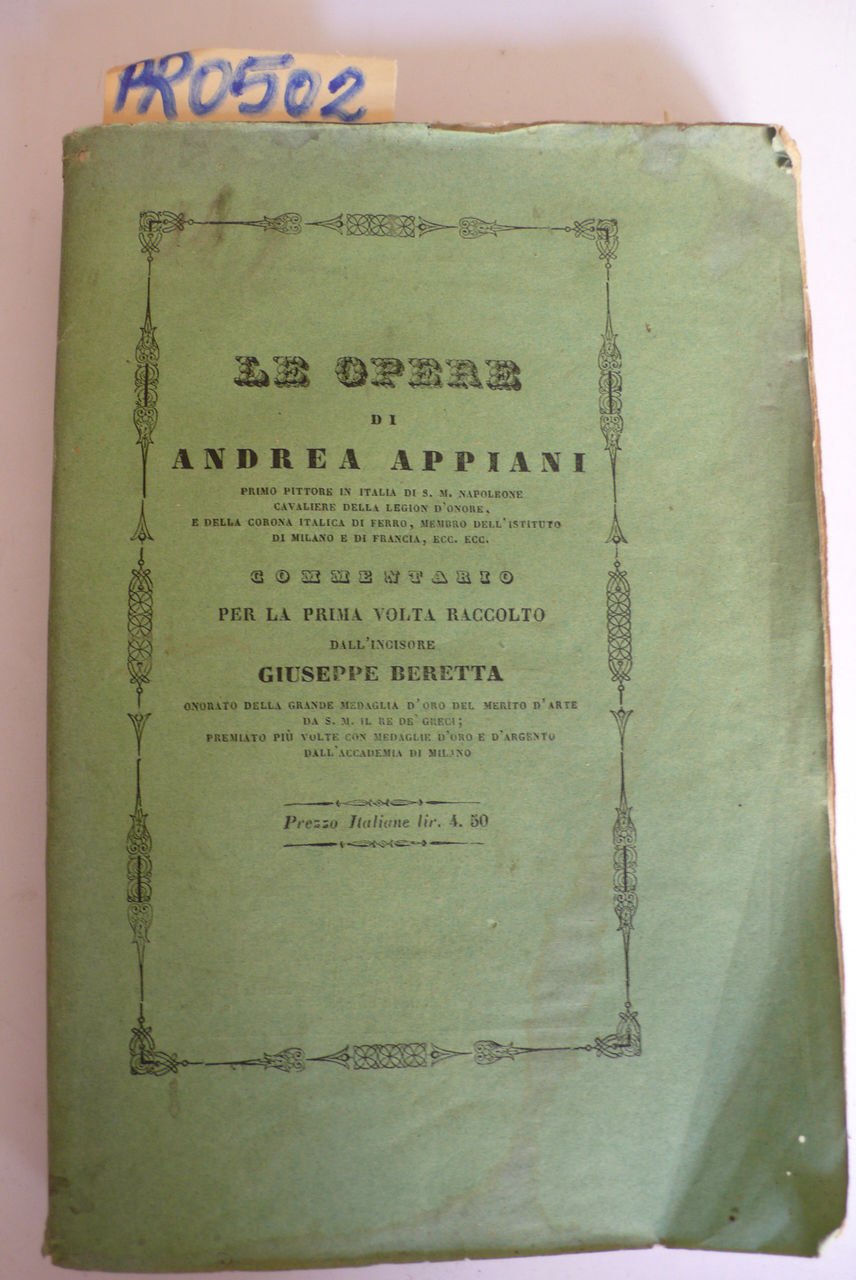 BR0502
LE OPERE
DI
ANDREA APPIANI
PRIMO PITTORE IN ITALIA DI S. M. NAPOLEONE
CAVALIERE DELLA LEGION D'ONORE,
E DELLA CORONA ITALICA DI FERRO, MEMBRO DELL'ISTITUTO
DI MILANO E DI FRANCIA, ECC. ECC.
COMMENTARIO
PER LA PRIMA VOLTA RACCOLTO
DALL'INCISORE
GIUSEPPE BERETTA
ONORATO DELLA GRANDE MEDAGLIA D'ORO DEL MERITO D'ARTE
DA S. M. IL RE DE' GRECI;
PREMIATO PIÙ VOLTE CON MEDAGLIE D'ORO E D'ARGENTO
DALL'ACCADEMIA DI MILANO
Prezzo Italiane lir. 4. 50